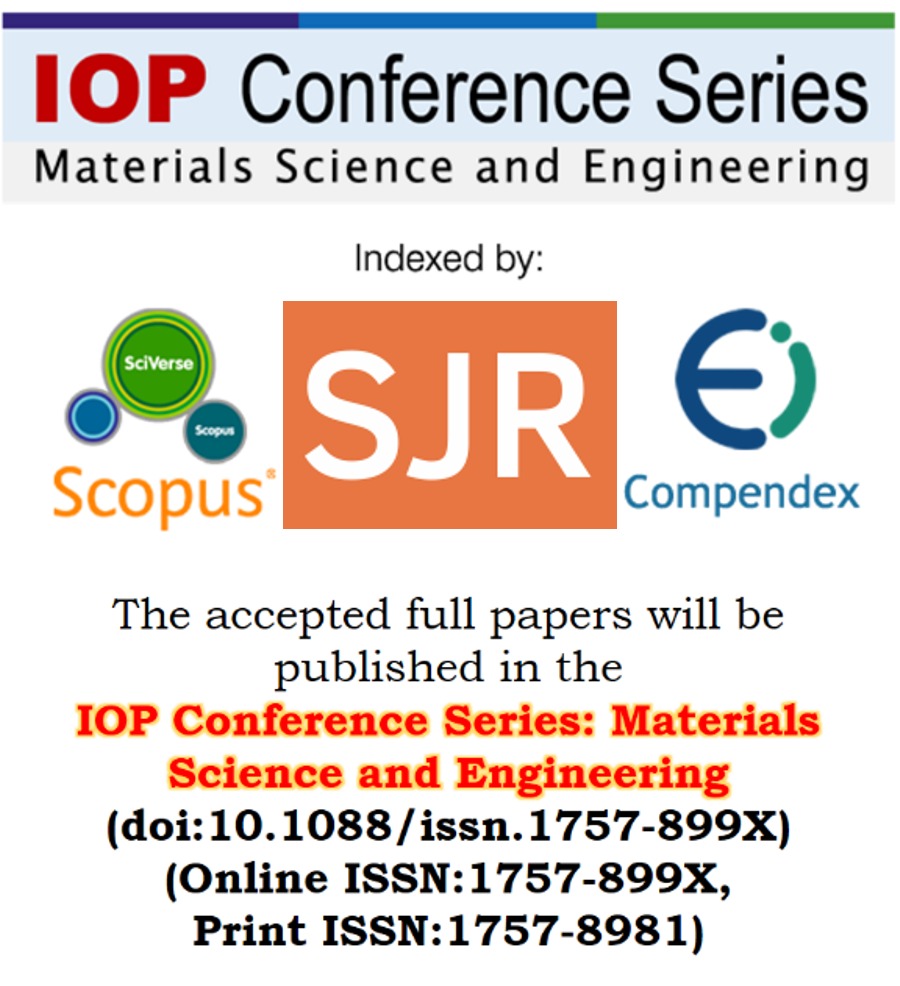 IOP Conference Series
Materials Science and Engineering
Indexed by:
SciVerse
Scopus
Scopus®
SJR
Compendex
The accepted full papers will be
published in the
IOP Conference Series: Materials
Science and Engineering
(doi:10.1088/issn.1757-899X)
(Online ISSN:1757-899X,
Print ISSN:1757-8981)